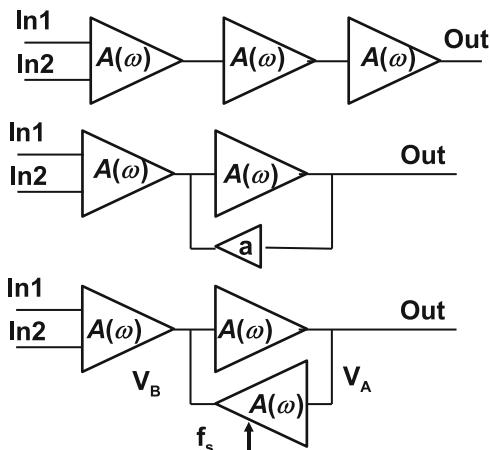 In1
In2
A(ω) A(ω) A(ω) Out
In1
In2
A(ω) A(ω) Out
a
In1
In2
A(ω) A(ω) Out
V_B V_A
A(ω)
f_s